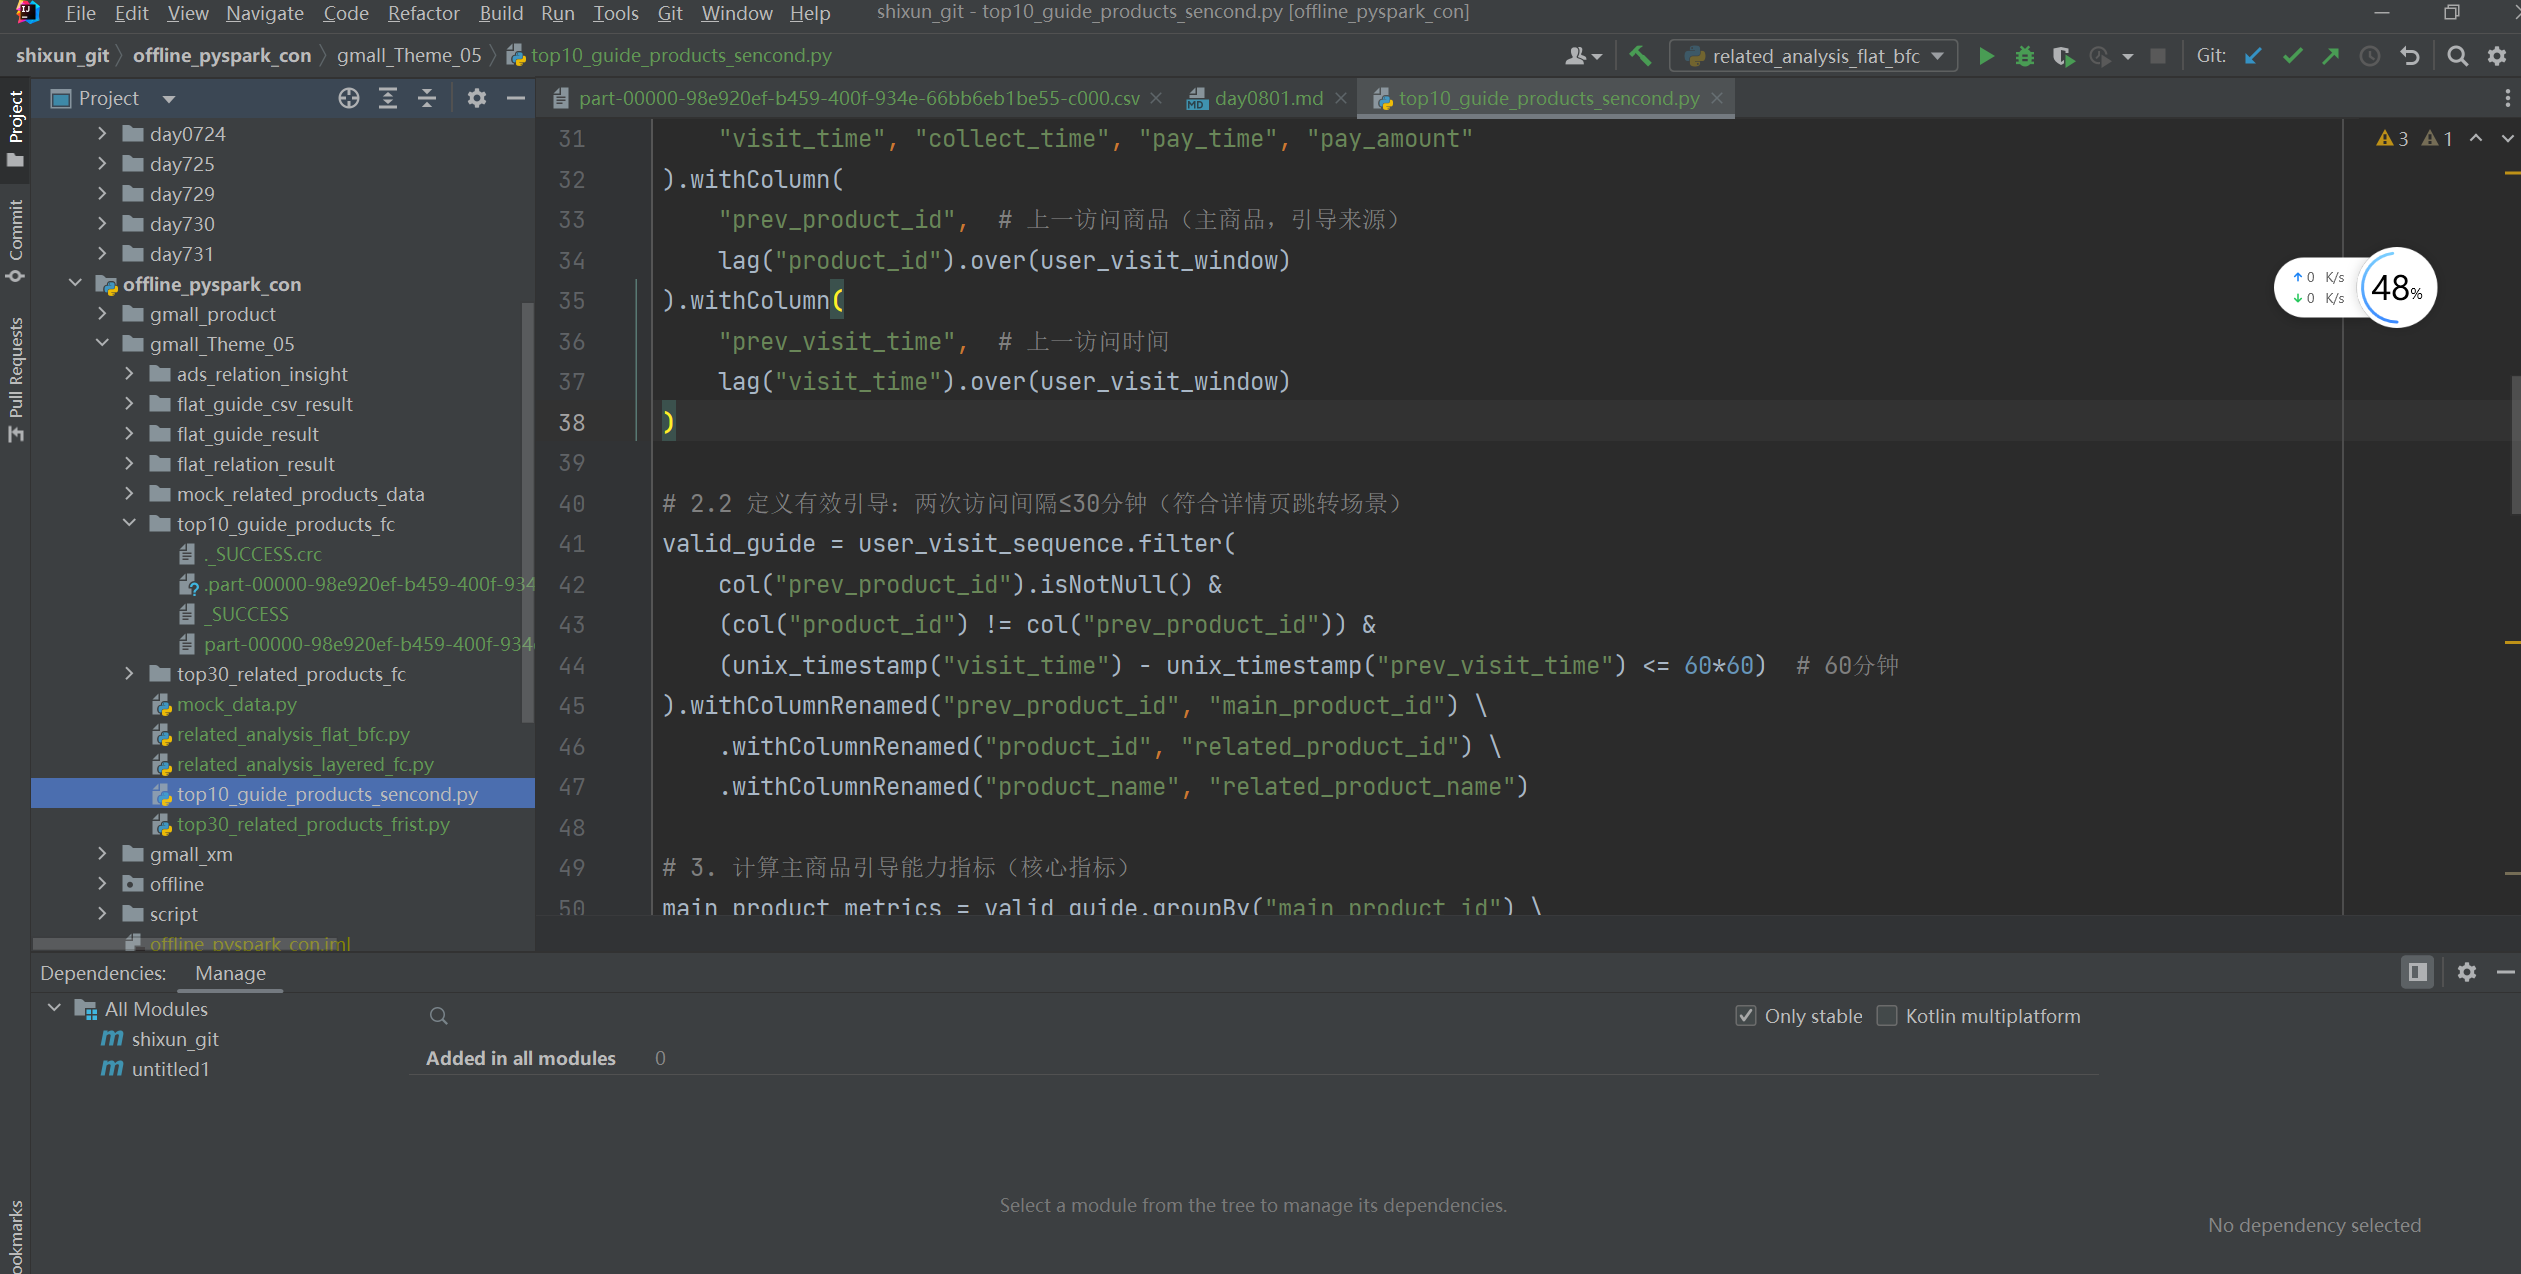 File Edit View Navigate Code Refactor Build Run Tools Git Window Help shixun_git - top10_guide_products_sencond.py [offline_pyspark_con]
shixun_git offline_pyspark_con gmall_Theme_05 top10_guide_products_sencond.py related_analysis_flat_bfc Git:
Project
Commit
Pull Requests
Project
day0724
day725
day729
day730
day731
offline_pyspark_con
gmall_product
gmall_Theme_05
ads_relation_insight
flat_guide_csv_result
flat_guide_result
flat_relation_result
mock_related_products_data
top10_guide_products_fc
._SUCCESS.crc
.part-00000-98e920ef-b459-400f-934
_SUCCESS
part-00000-98e920ef-b459-400f-934
top30_related_products_fc
mock_data.py
related_analysis_flat_bfc.py
related_analysis_layered_fc.py
top10_guide_products_sencond.py
top30_related_products_frist.py
gmall_xm
offline
script
offline_pyspark_con.iml
part-00000-98e920ef-b459-400f-934e-66bb6eb1be55-c000.csv day0801.md top10_guide_products_sencond.py
3 1
31 "visit_time", "collect_time", "pay_time", "pay_amount"
32 ).withColumn(
33 "prev_product_id", # 上一访问商品（主商品，引导来源）
34 lag("product_id").over(user_visit_window)
35 ).withColumn(
36 "prev_visit_time", # 上一访问时间
37 lag("visit_time").over(user_visit_window)
38 )
39
40 # 2.2 定义有效引导：两次访问间隔≤30分钟（符合详情页跳转场景）
41 valid_guide = user_visit_sequence.filter(
42 col("prev_product_id").isNotNull() &
43 (col("product_id") != col("prev_product_id")) &
44 (unix_timestamp("visit_time") - unix_timestamp("prev_visit_time") <= 60*60) # 60分钟
45 ).withColumnRenamed("prev_product_id", "main_product_id") \
46 .withColumnRenamed("product_id", "related_product_id") \
47 .withColumnRenamed("product_name", "related_product_name")
48
49 # 3. 计算主商品引导能力指标（核心指标）
50 main_product_metrics = valid_guide.groupBy("main_product_id") \
↑ 0 K/s
↓ 0 K/s
48%
Dependencies: Manage
All Modules
shixun_git
untitled1
Only stable Kotlin multiplatform
Added in all modules 0
Select a module from the tree to manage its dependencies.
No dependency selected
ookmarks